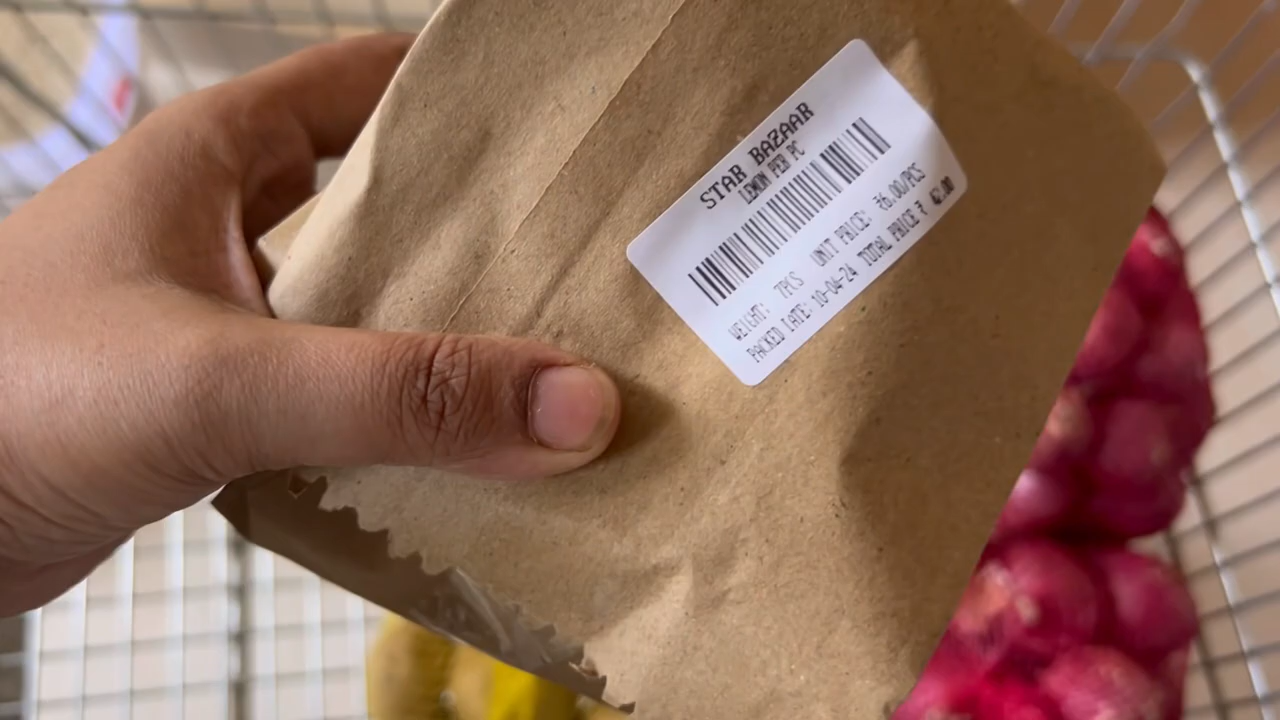 STAR BAZAAR
LEMON PER PC
WEIGHT: 7PCS UNIT PRICE: ₹6.00/PCS
PACKED DATE: 10-04-24 TOTAL PRICE ₹ 42.00